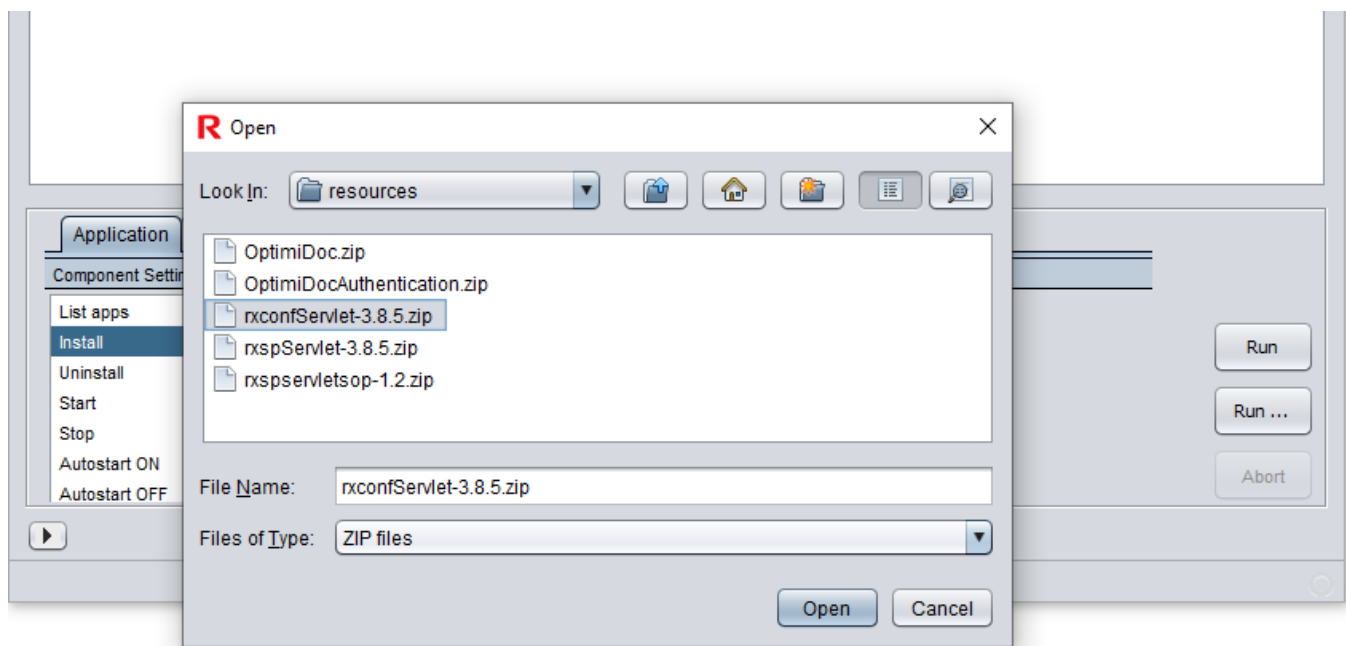 R Open
Look In: resources
OptimiDoc.zip
OptimiDocAuthentication.zip
rxconfServlet-3.8.5.zip
rxspServlet-3.8.5.zip
rxspservletsop-1.2.zip
File Name: rxconfServlet-3.8.5.zip
Files of Type: ZIP files
Open Cancel
Application
Component Settin
List apps
Install
Uninstall
Start
Stop
Autostart ON
Autostart OFF
Run
Run ...
Abort